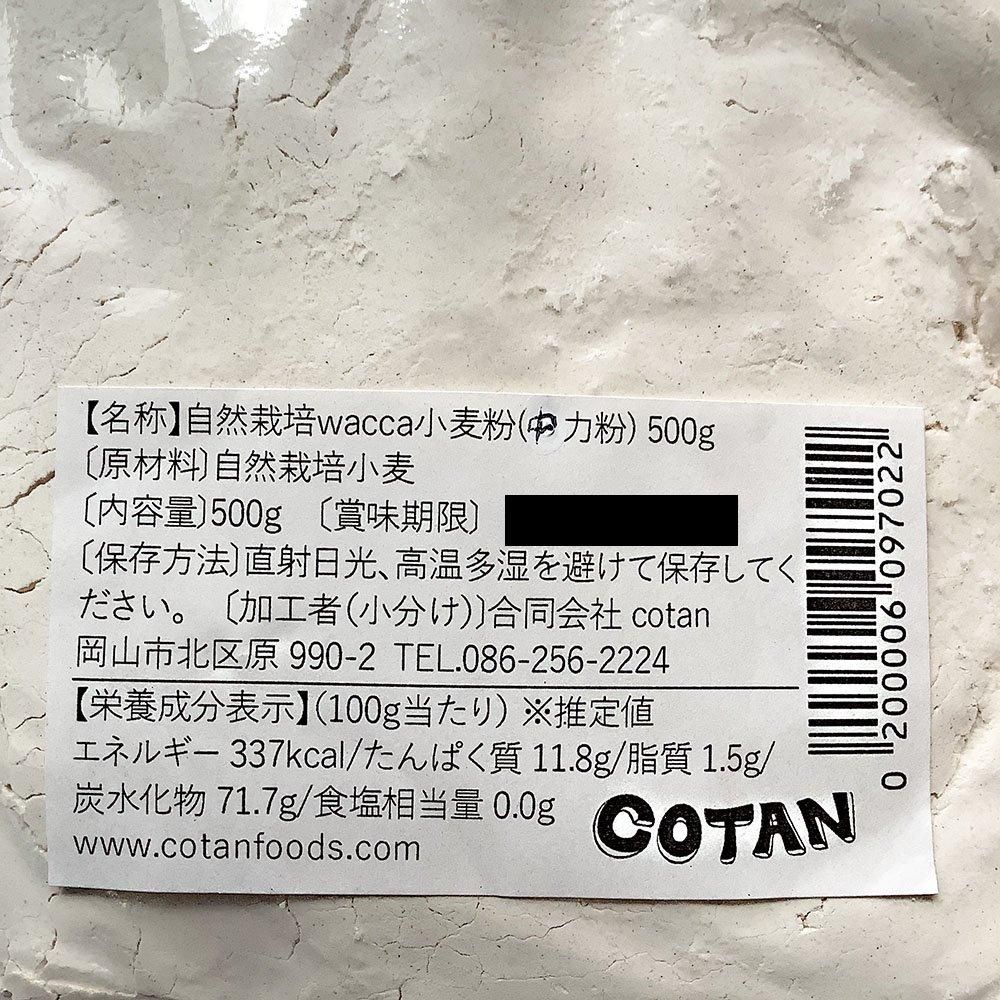 【名称】自然栽培wacca小麦粉(中力粉) 500g
〔原材料〕自然栽培小麦
〔内容量〕500g 〔賞味期限〕
〔保存方法〕直射日光、高温多湿を避けて保存してく
ださい。 〔加工者(小分け)〕合同会社 cotan
岡山市北区原 990-2 TEL.086-256-2224
【栄養成分表示】(100g当たり) ※推定値
エネルギー 337kcal/たんぱく質 11.8g/脂質 1.5g/
炭水化物 71.7g/食塩相当量 0.0g
www.cotanfoods.com
COTAN
0 200006 097022